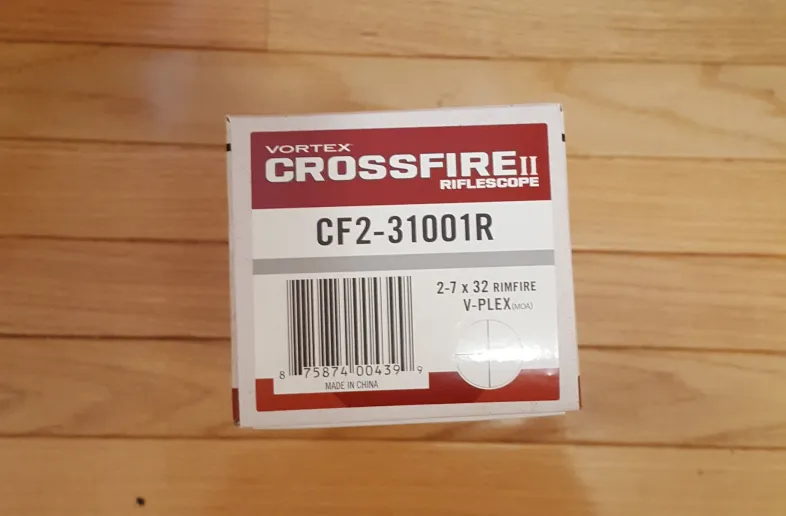 VORTEX
CROSSFIRE II
RIFLESCOPE
CF2-31001R
2-7 x 32 RIMFIRE
V-PLEX (MOA)
8 75874 00439 9
MADE IN CHINA